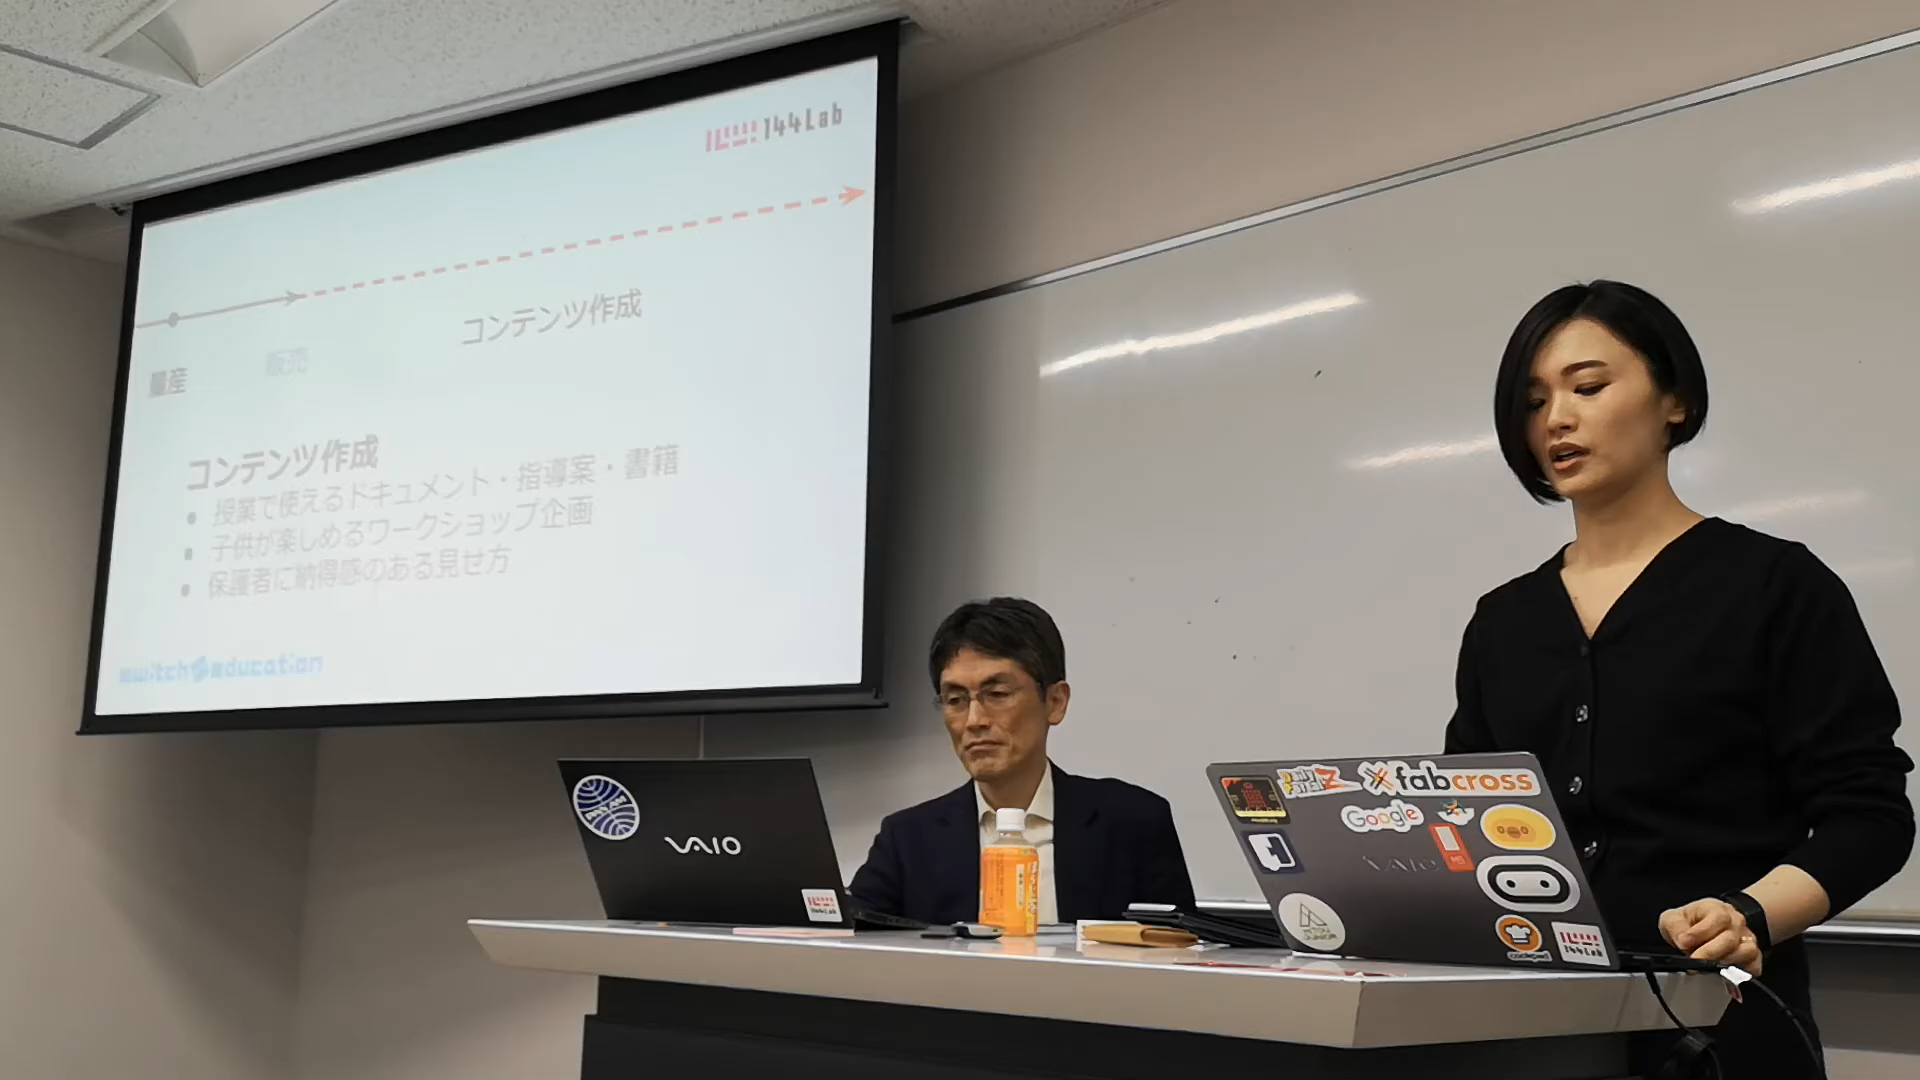 144Lab
コンテンツ作成
販売
量産
コンテンツ作成
● 授業で使えるドキュメント・指導案・書籍
● 子供が楽しめるワークショップ企画
● 保護者に納得感のある見せ方
switch education
VAIO
144Lab
fabcross
Google
VAIO
cookpad
144Lab